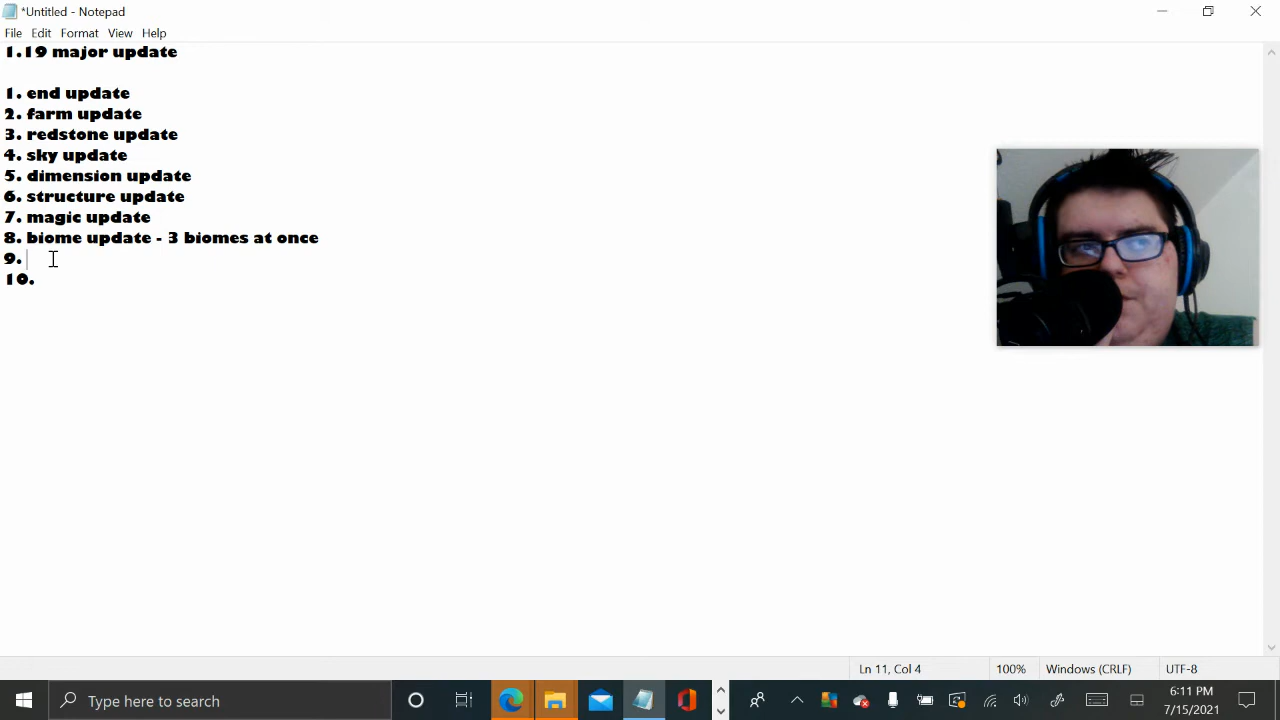 *Untitled - Notepad
File Edit Format View Help
1.19 major update
1. end update
2. farm update
3. redstone update
4. sky update
5. dimension update
6. structure update
7. magic update
8. biome update - 3 biomes at once
9.
10.
Ln 11, Col 4 100% Windows (CRLF) UTF-8
Type here to search
6:11 PM
7/15/2021